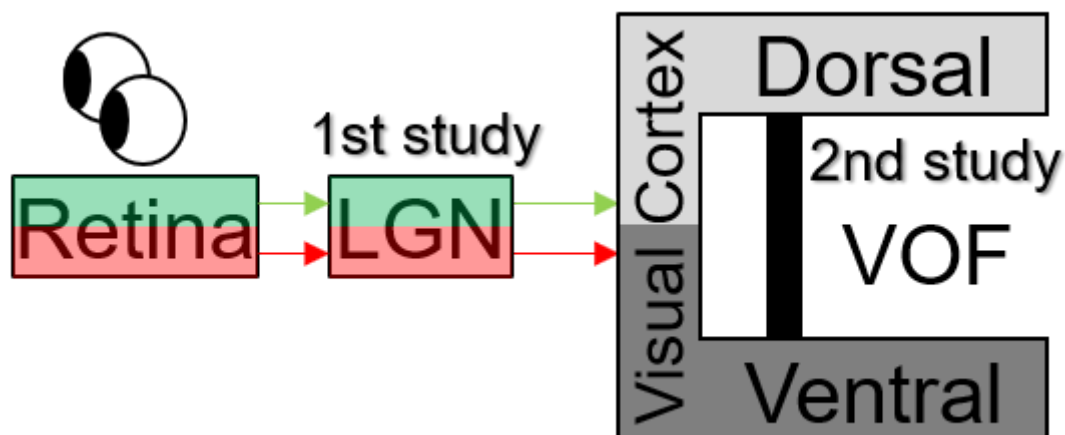 1st study
Retina
LGN
Visual Cortex
Dorsal
2nd study
VOF
Ventral